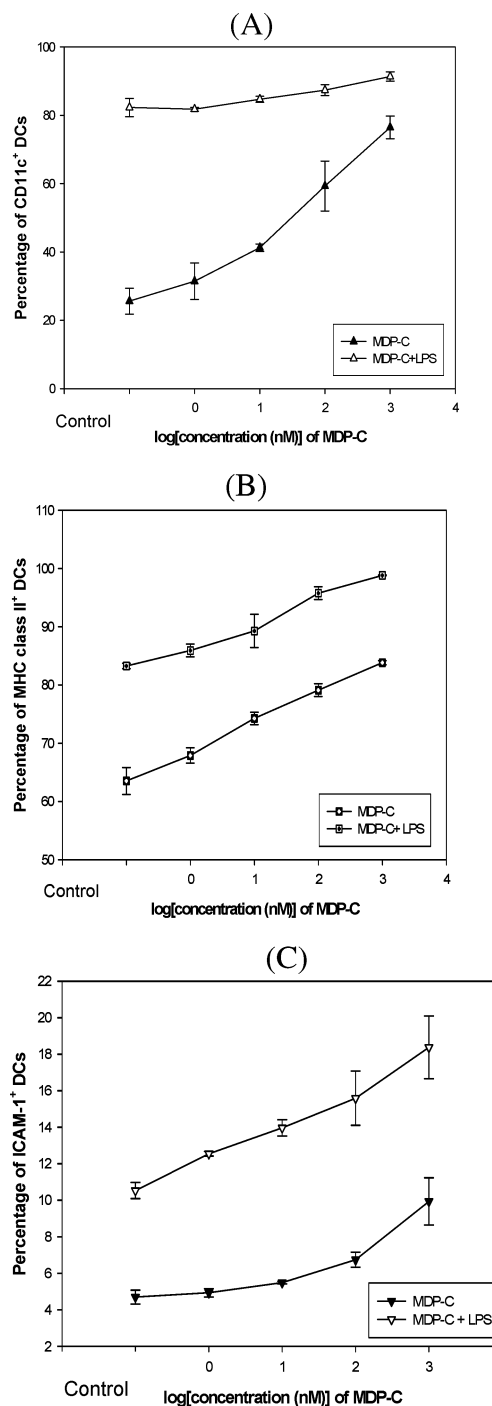 (A)
Percentage of CD11c⁺ DCs
100
80
60
40
20
0
MDP-C
MDP-C+LPS
0 1 2 3 4
Control
log[concentration (nM)] of MDP-C
(B)
Percentage of MHC class II⁺ DCs
110
100
90
80
70
60
50
MDP-C
MDP-C+ LPS
0 1 2 3 4
Control
log[concentration (nM)] of MDP-C
(C)
Percentage of ICAM-1⁺ DCs
22
20
18
16
14
12
10
8
6
4
2
MDP-C
MDP-C + LPS
0 1 2 3
Control
log[concentration (nM)] of MDP-C